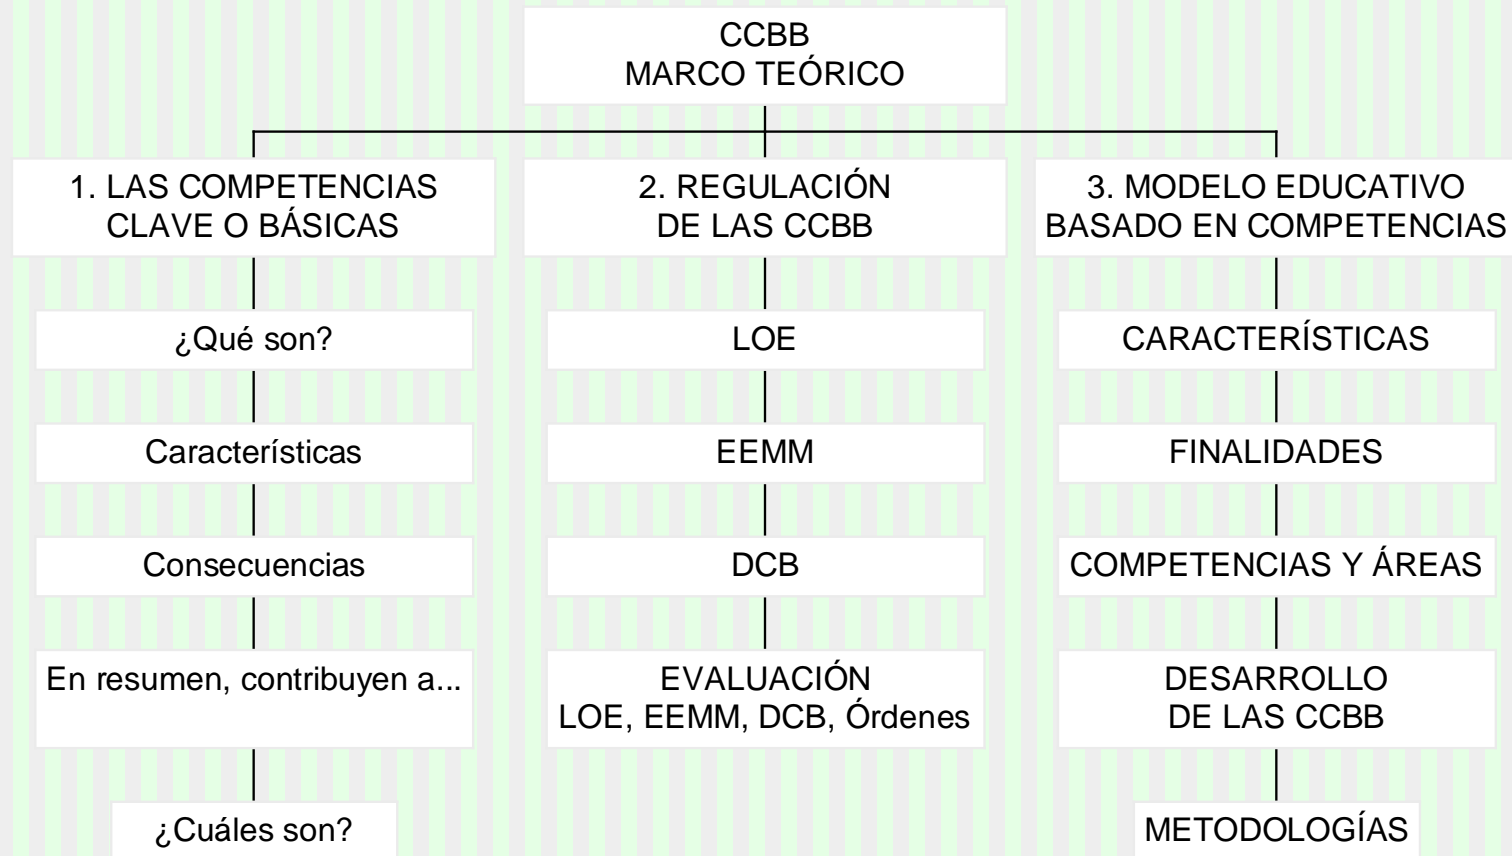 CCBB
MARCO TEÓRICO
1. LAS COMPETENCIAS
CLAVE O BÁSICAS
¿Qué son?
Característícas
Consecuencias
En resumen, contribuyen a...
¿Cuáles son?
2. REGULACIÓN
DE LAS CCBB
LOE
EEMM
DCB
EVALUACIÓN
LOE, EEMM, DCB, Órdenes
3. MODELO EDUCATIVO
BASADO EN COMPETENCIAS
CARACTERÍSTICAS
FINALIDADES
COMPETENCIAS Y ÁREAS
DESARROLLO
DE LAS CCBB
METODOLOGÍAS